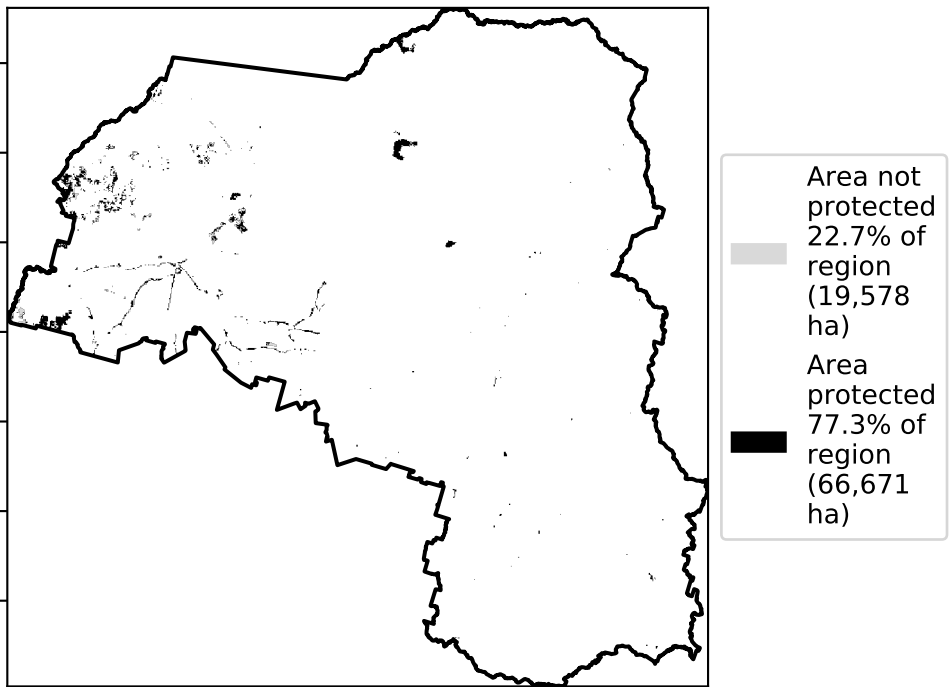 Area not
protected
22.7% of
region
(19,578
ha)
Area
protected
77.3% of
region
(66,671
ha)